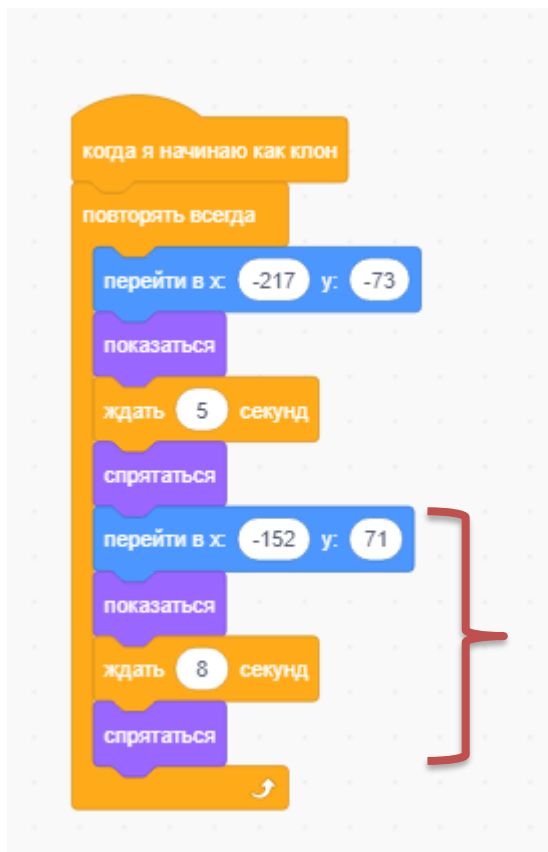 когда я начинаю как клон
повторять всегда
перейти в x: -217 y: -73
показаться
ждать 5 секунд
спрятаться
перейти в x: -152 y: 71
показаться
ждать 8 секунд
спрятаться